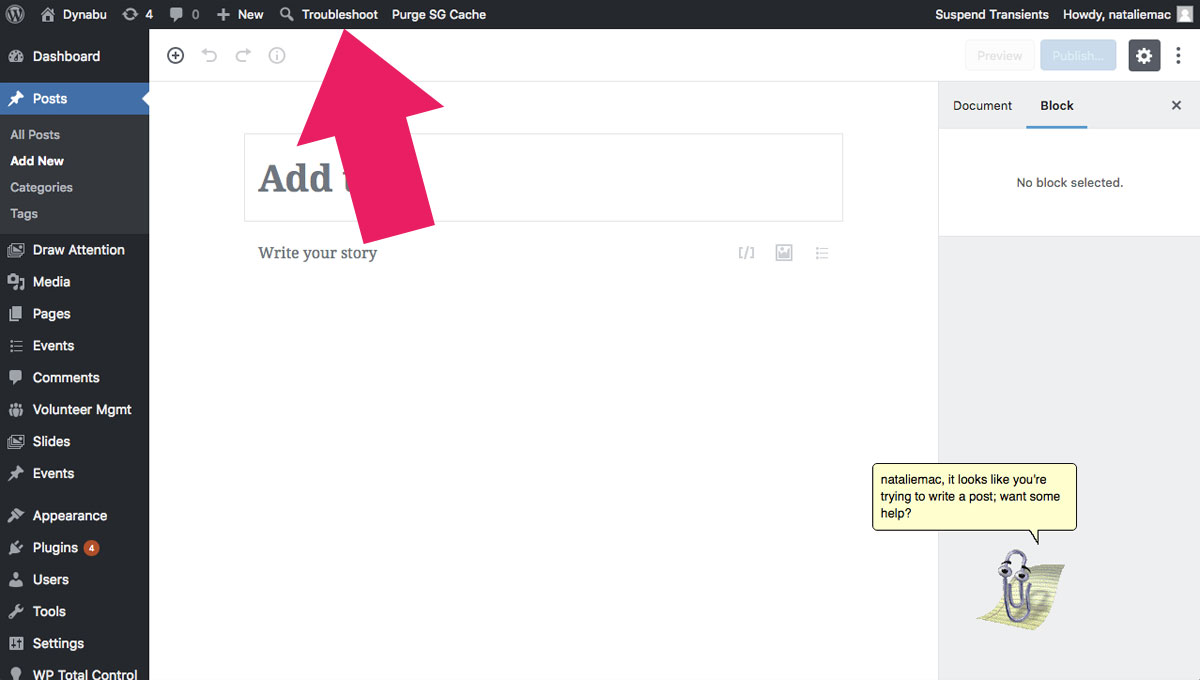 Dynabu 4 0 New Troubleshoot Purge SG Cache Suspend Transients Howdy, nataliemac
Dashboard
Posts
All Posts
Add New
Categories
Tags
Draw Attention
Media
Pages
Events
Comments
Volunteer Mgmt
Slides
Events
Appearance
Plugins 4
Users
Tools
Settings
WP Total Control
Preview Publish...
Add
Write your story
Document Block
No block selected.
nataliemac, it looks like you're
trying to write a post; want some
help?